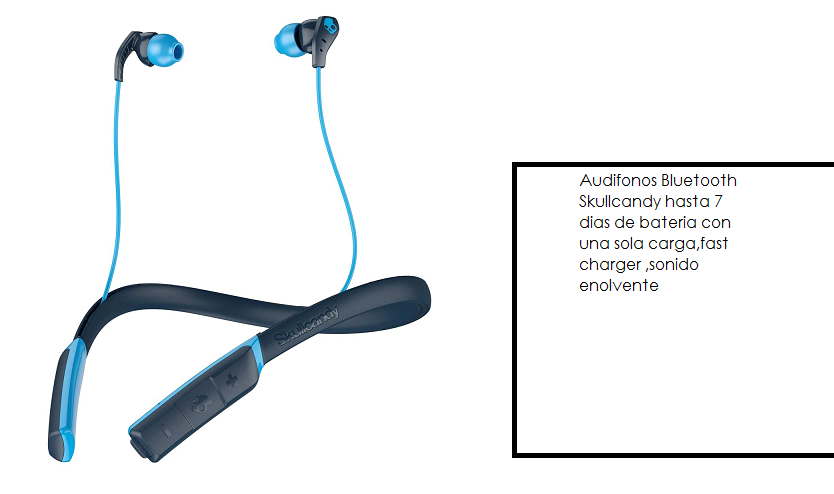 Skullcandy
Audifonos Bluetooth
Skullcandy hasta 7
dias de bateria con
una sola carga,fast
charger ,sonido
enolvente